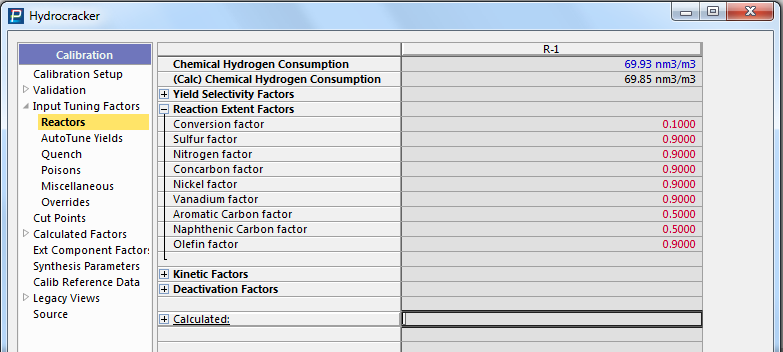 Hydrocracker
Calibration
Calibration Setup
Validation
Input Tuning Factors
Reactors
AutoTune Yields
Quench
Poisons
Miscellaneous
Overrides
Cut Points
Calculated Factors
Ext Component Factors
Synthesis Parameters
Calib Reference Data
Legacy Views
Source
R-1
Chemical Hydrogen Consumption 69.93 nm3/m3
(Calc) Chemical Hydrogen Consumption 69.85 nm3/m3
Yield Selectivity Factors
Reaction Extent Factors
Conversion factor 0.1000
Sulfur factor 0.9000
Nitrogen factor 0.9000
Concarbon factor 0.9000
Nickel factor 0.9000
Vanadium factor 0.9000
Aromatic Carbon factor 0.5000
Naphthenic Carbon factor 0.5000
Olefin factor 0.9000
Kinetic Factors
Deactivation Factors
Calculated: